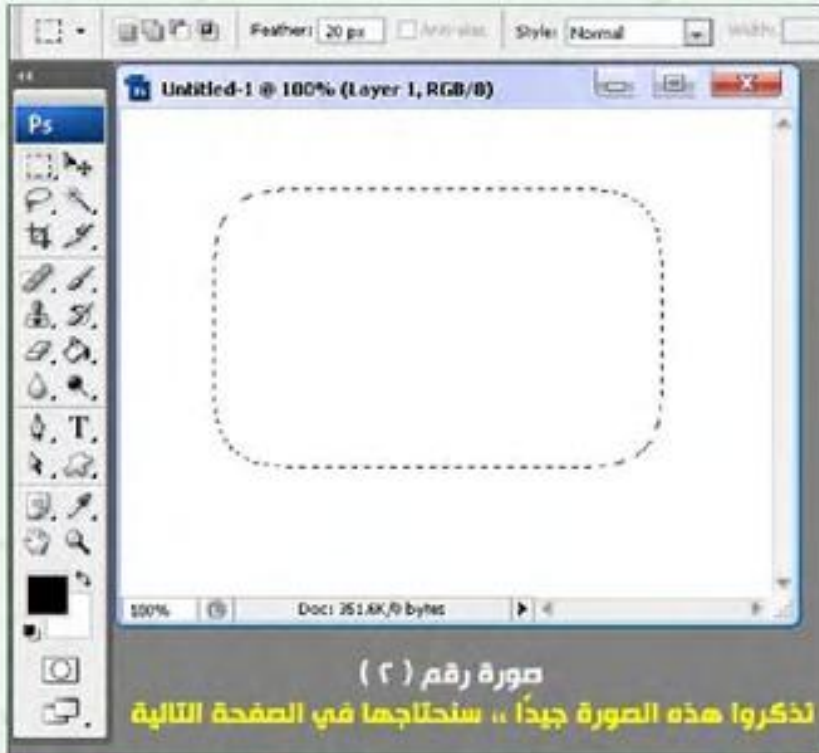 Feather: 20 px Anti-alias Style: Normal Width:
Untitled-1 @ 100% (Layer 1, RGB/8)
Ps
T
100% Doc: 351.6K/0 bytes
صورة رقم ( ٢ )
تذكروا هذه الصورة جيدًا ،، سنحتاجها في الصفحة التالية